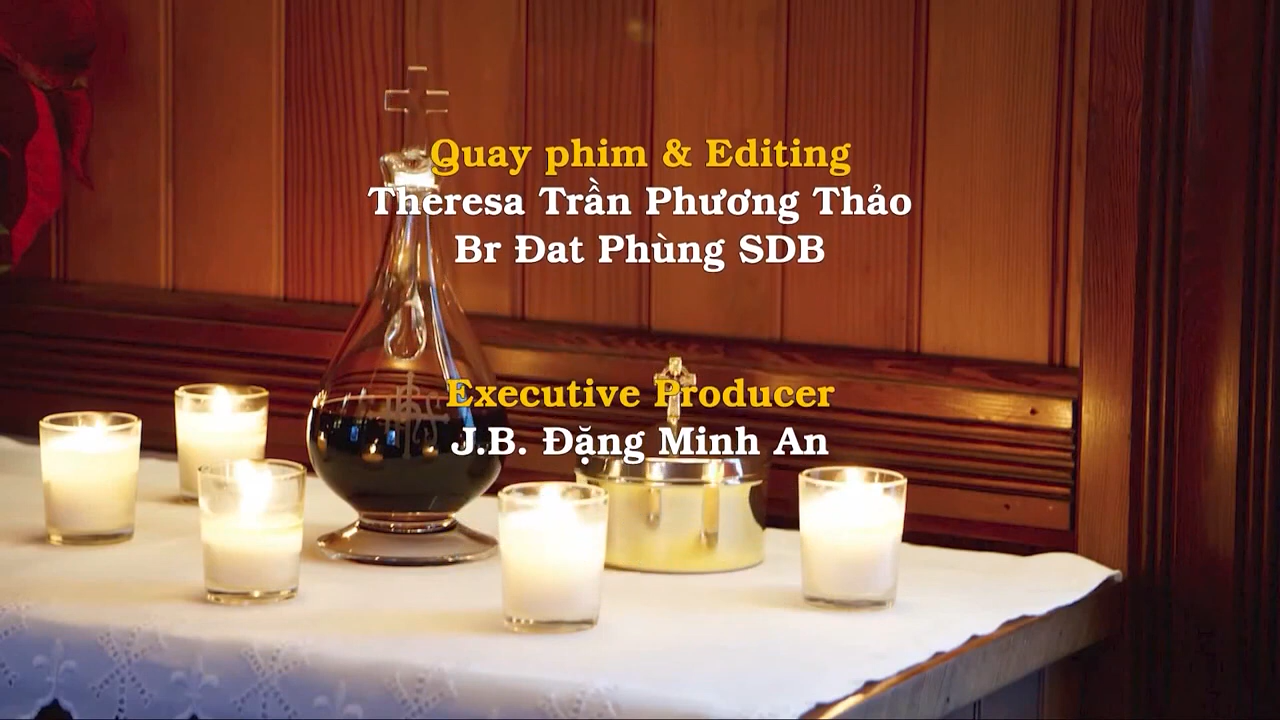 Quay phim & Editing
Theresa Trần Phương Thảo
Br Đat Phùng SDB
Executive Producer
J.B. Đặng Minh An